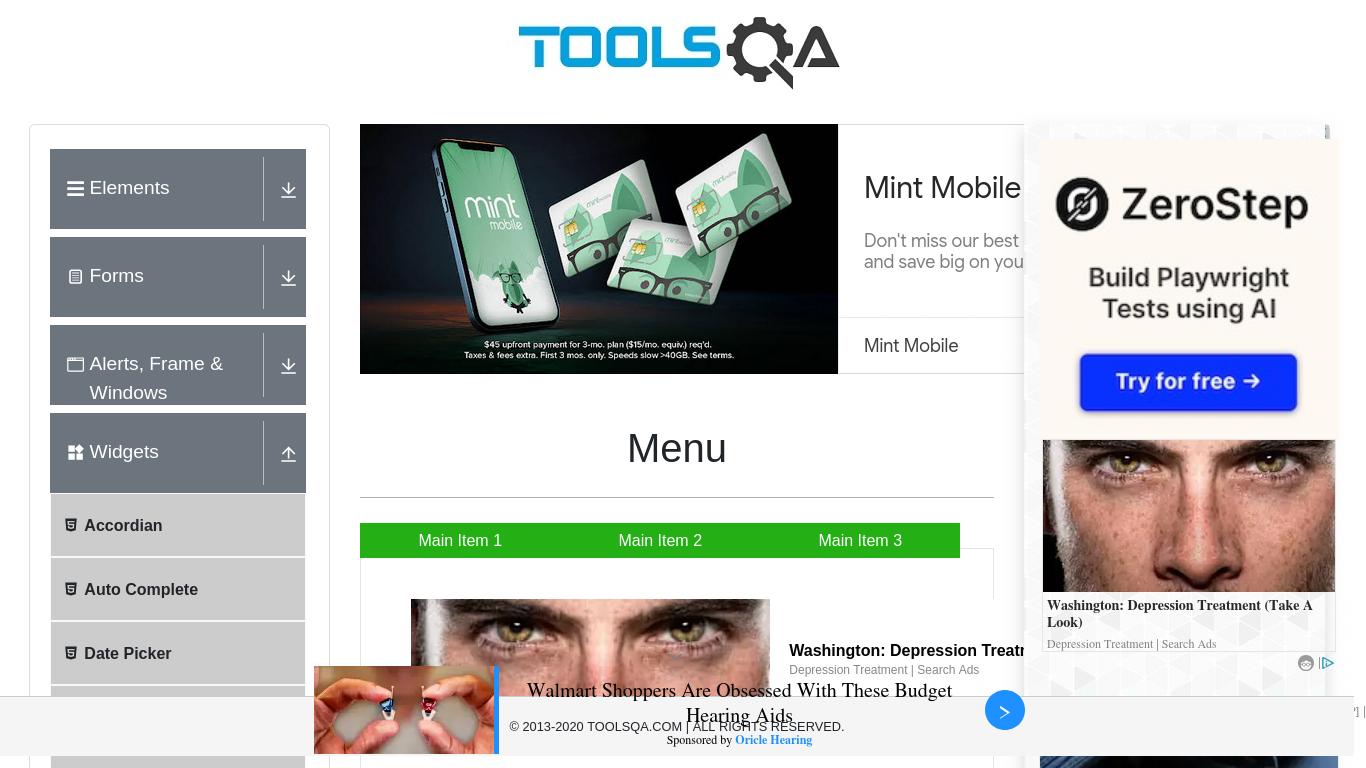 TOOLSQA
Elements
Forms
Alerts, Frame &
Windows
Widgets
Accordian
Auto Complete
Date Picker
mint
mobile
$45 upfront payment for 3-mo. plan ($15/mo. equiv.) req'd.
Taxes & fees extra. First 3 mos. only. Speeds slow >40GB. See terms.
Mint Mobile
Don't miss our best
and save big on you
Mint Mobile
ZeroStep
Build Playwright
Tests using AI
Try for free →
Menu
Main Item 1
Main Item 2
Main Item 3
Washington: Depression Treatm
Depression Treatment | Search Ads
Washington: Depression Treatment (Take A
Look)
Depression Treatment | Search Ads
Walmart Shoppers Are Obsessed With These Budget
Hearing Aids
© 2013-2020 TOOLSQA.COM | ALL RIGHTS RESERVED.
Sponsored by Oricle Hearing